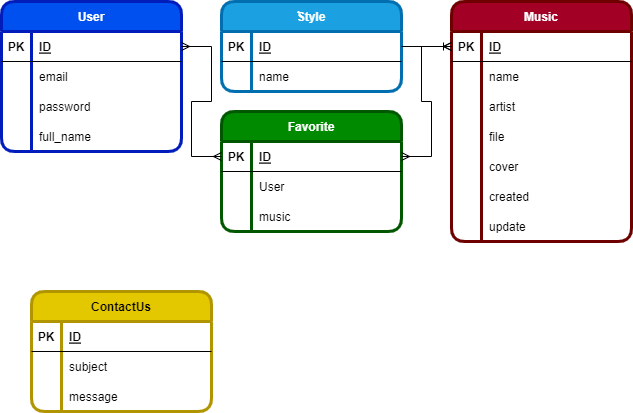 User
PK ID
email
password
full_name
Style
PK ID
name
Favorite
PK ID
User
music
Music
PK ID
name
artist
file
cover
created
update
ContactUs
PK ID
subject
message